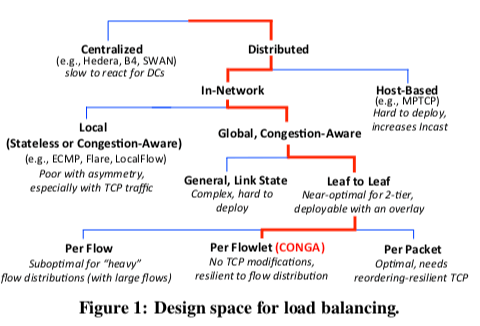 Centralized
(e.g., Hedera, B4, SWAN)
slow to react for DCs
Distributed
In-Network
Host-Based
(e.g., MPTCP)
Hard to deploy,
increases Incast
Local
(Stateless or Congestion-Aware)
(e.g., ECMP, Flare, LocalFlow)
Poor with asymmetry,
especially with TCP traffic
Global, Congestion-Aware
General, Link State
Complex, hard to
deploy
Leaf to Leaf
Near-optimal for 2-tier,
deployable with an overlay
Per Flow
Suboptimal for “heavy”
flow distributions (with large flows)
Per Flowlet (CONGA)
No TCP modifications,
resilient to flow distribution
Per Packet
Optimal, needs
reordering-resilient TCP
Figure 1: Design space for load balancing.